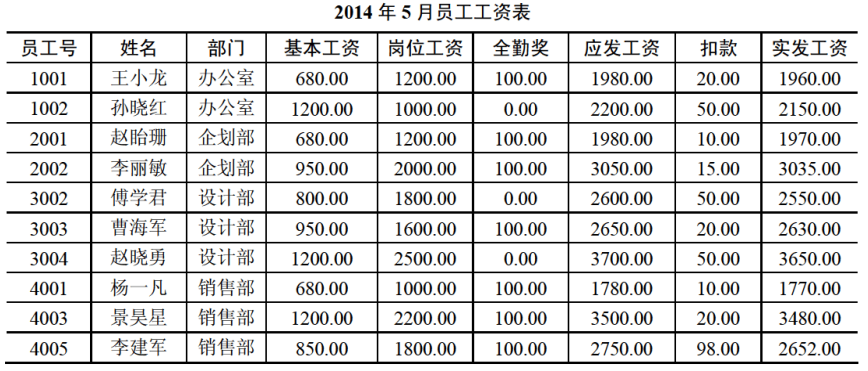 2014 年 5 月员工工资表
员工号 姓名 部门 基本工资 岗位工资 全勤奖 应发工资 扣款 实发工资
1001 王小龙 办公室 680.00 1200.00 100.00 1980.00 20.00 1960.00
1002 孙晓红 办公室 1200.00 1000.00 0.00 2200.00 50.00 2150.00
2001 赵眙珊 企划部 680.00 1200.00 100.00 1980.00 10.00 1970.00
2002 李丽敏 企划部 950.00 2000.00 100.00 3050.00 15.00 3035.00
3002 傅学君 设计部 800.00 1800.00 0.00 2600.00 50.00 2550.00
3003 曹海军 设计部 950.00 1600.00 100.00 2650.00 20.00 2630.00
3004 赵晓勇 设计部 1200.00 2500.00 0.00 3700.00 50.00 3650.00
4001 杨一凡 销售部 680.00 1000.00 100.00 1780.00 10.00 1770.00
4003 景昊星 销售部 1200.00 2200.00 100.00 3500.00 20.00 3480.00
4005 李建军 销售部 850.00 1800.00 100.00 2750.00 98.00 2652.00